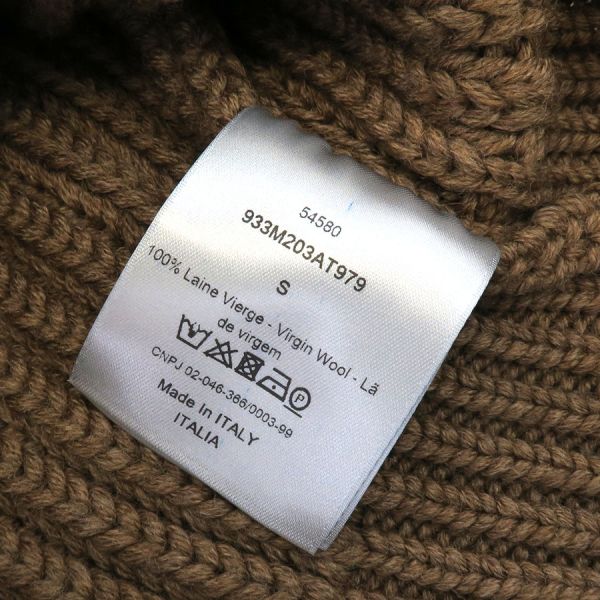 54580
933M203AT979
S
100% Laine Vierge - Virgin Wool - Lã
de virgem
CNPJ 02-046-366/0003-99
Made In ITALY
ITALIA